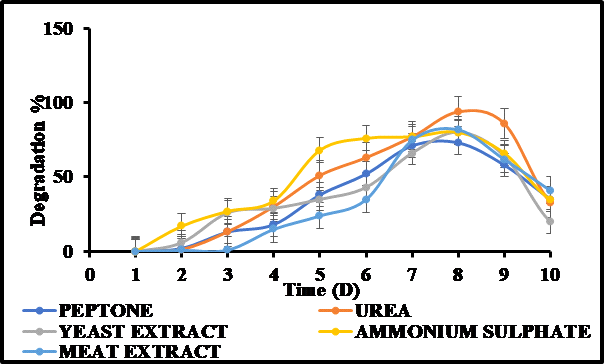 150
100
50
0
Degradation %
0 1 2 3 4 5 6 7 8 9 10
Time (D)
PEPTONE UREA
YEAST EXTRACT AMMONIUM SULPHATE
MEAT EXTRACT